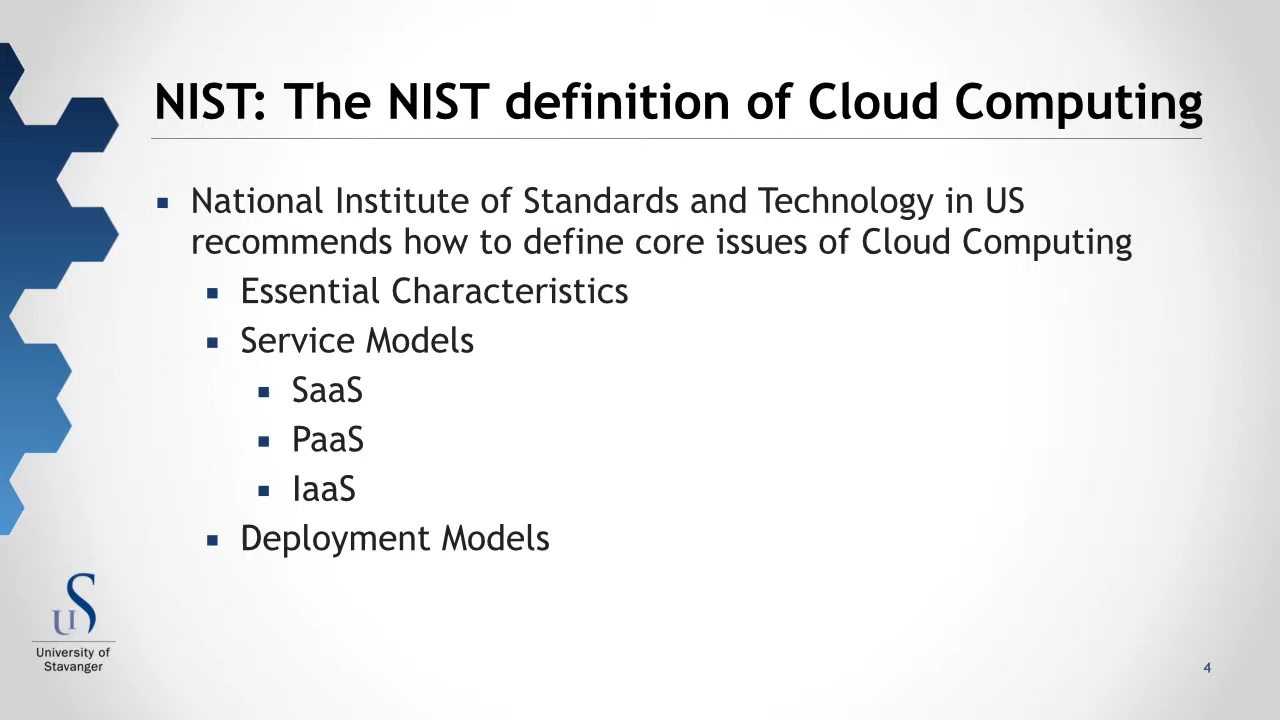 NIST: The NIST definition of Cloud Computing
National Institute of Standards and Technology in US
recommends how to define core issues of Cloud Computing
Essential Characteristics
Service Models
SaaS
PaaS
IaaS
Deployment Models
US
University of
Stavanger
4